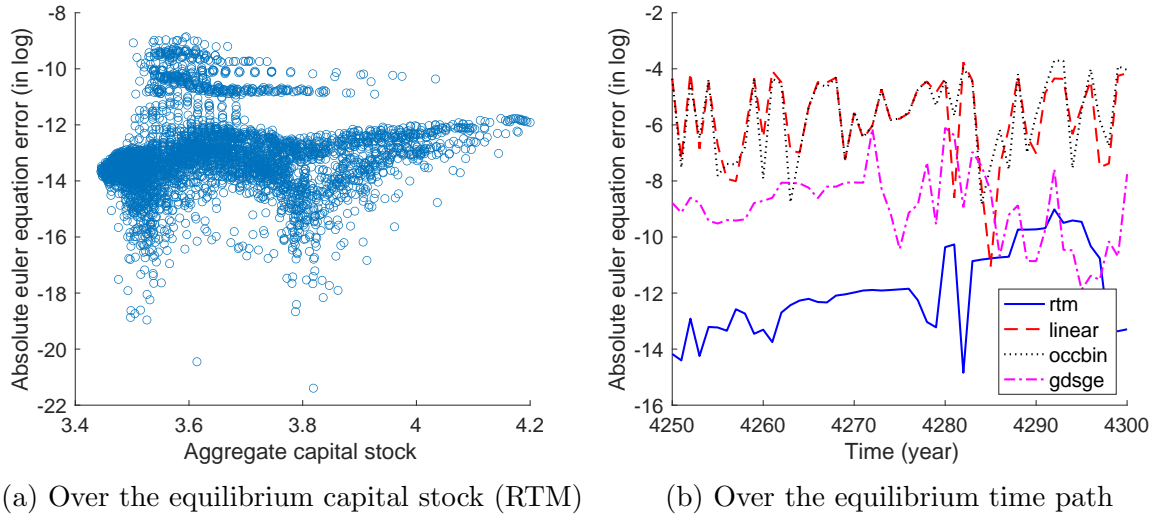 -8
-10
-12
-14
-16
-18
-20
-22
3.4
3.6
3.8
4
4.2
Absolute euler equation error (in log)
Aggregate capital stock
(a) Over the equilibrium capital stock (RTM)
-2
-4
-6
-8
-10
-12
-14
-16
4250
4260
4270
4280
4290
4300
Absolute euler equation error (in log)
Time (year)
rtm
linear
occbin
gdsge
(b) Over the equilibrium time path